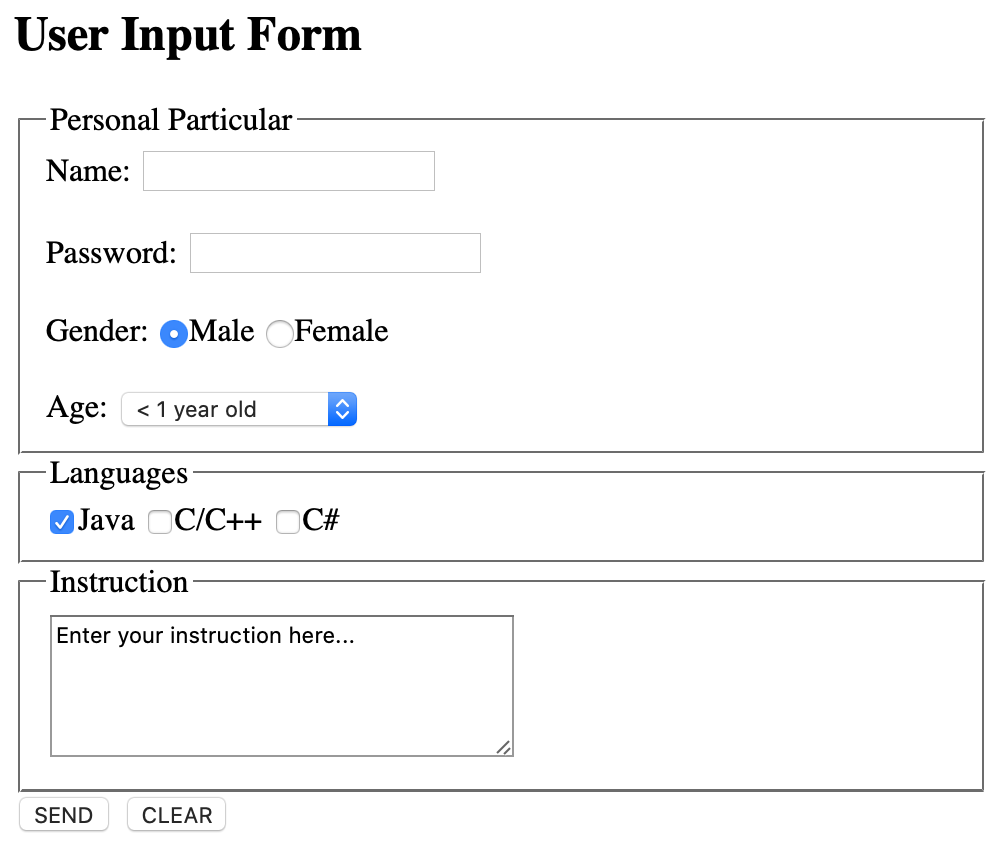 User Input Form
Personal Particular
Name:
Password:
Gender: Male Female
Age: < 1 year old
Languages
Java C/C++ C#
Instruction
Enter your instruction here...
SEND CLEAR